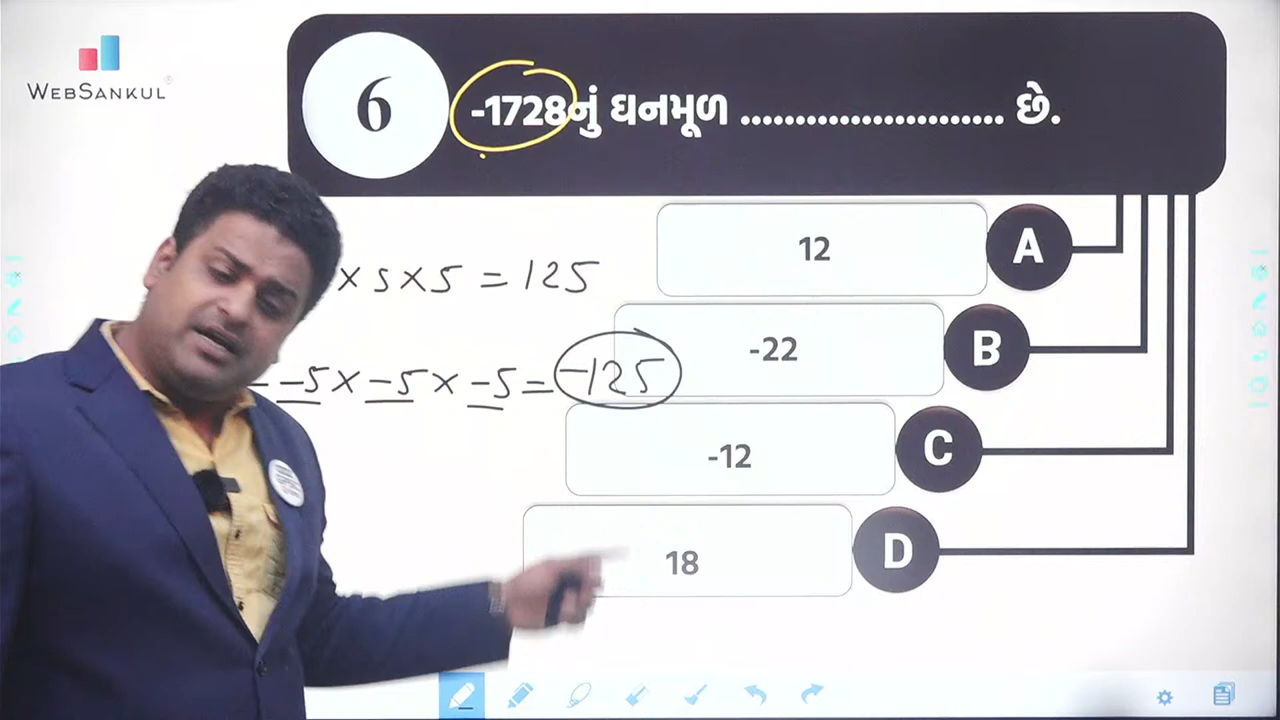 WEBSANKUL
6
-1728નું ઘનમૂળ ........................ છે.
12
A
× 5 × 5 = 125
-22
B
- -5 × -5 × -5 = -125
-12
C
18
D